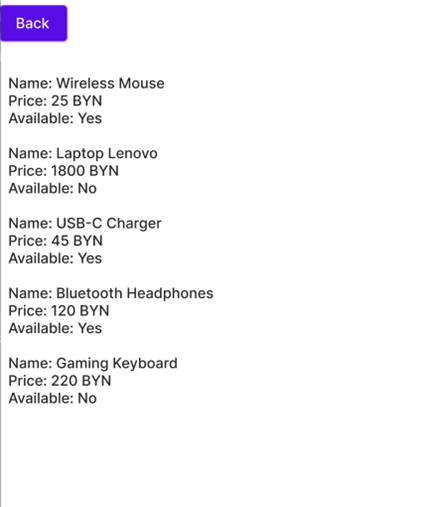 Back
Name: Wireless Mouse
Price: 25 BYN
Available: Yes
Name: Laptop Lenovo
Price: 1800 BYN
Available: No
Name: USB-C Charger
Price: 45 BYN
Available: Yes
Name: Bluetooth Headphones
Price: 120 BYN
Available: Yes
Name: Gaming Keyboard
Price: 220 BYN
Available: No